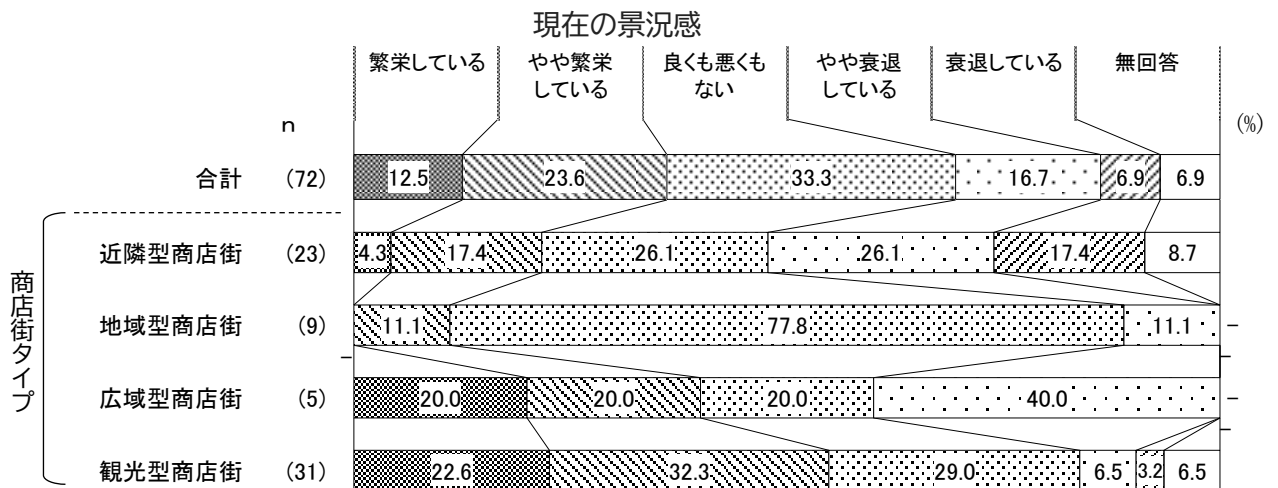 現在の景況感
繁栄している やや繁栄 良くも悪くも やや衰退 衰退している 無回答
している ない している
n (%)
合計 (72) 12.5 23.6 33.3 16.7 6.9 6.9
商店街タイプ
近隣型商店街 (23) 4.3 17.4 26.1 26.1 17.4 8.7
地域型商店街 (9) 11.1 77.8 11.1 –
–
広域型商店街 (5) 20.0 20.0 20.0 40.0 –
観光型商店街 (31) 22.6 32.3 29.0 6.5 3.2 6.5